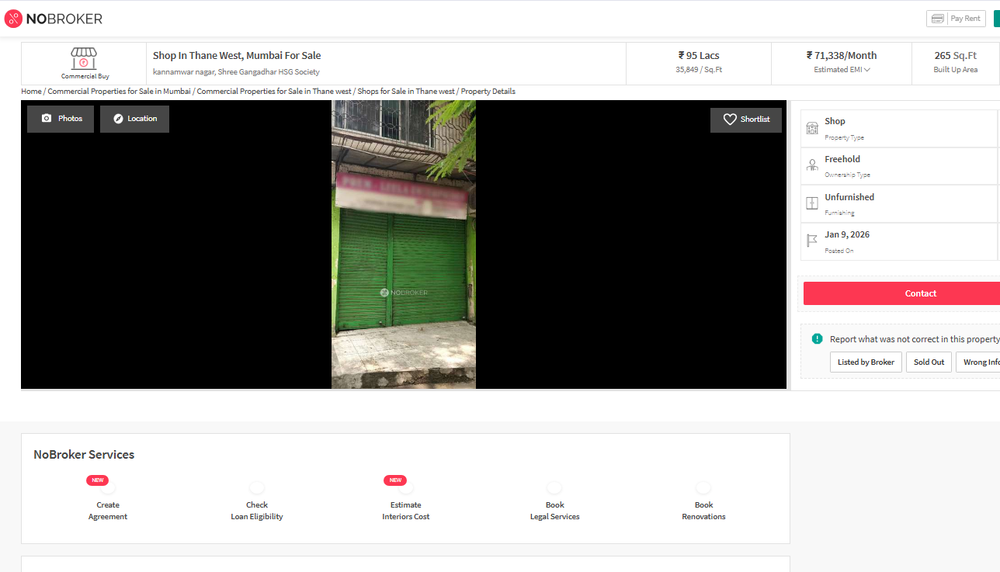 NOBROKER
Pay Rent
Commercial Buy
Shop In Thane West, Mumbai For Sale
kannamwar nagar, Shree Gangadhar HSG Society
₹ 95 Lacs
35,849 / Sq.Ft
₹ 71,338/Month
Estimated EMI
265 Sq.Ft
Built Up Area
Home / Commercial Properties for Sale in Mumbai / Commercial Properties for Sale in Thane west / Shops for Sale in Thane west / Property Details
Photos
Location
Shortlist
NOBROKER
Shop
Property Type
Freehold
Ownership Type
Unfurnished
Furnishing
Jan 9, 2026
Posted On
Contact
Report what was not correct in this property
Listed by Broker
Sold Out
Wrong Info
NoBroker Services
NEW
Create
Agreement
Check
Loan Eligibility
NEW
Estimate
Interiors Cost
Book
Legal Services
Book
Renovations